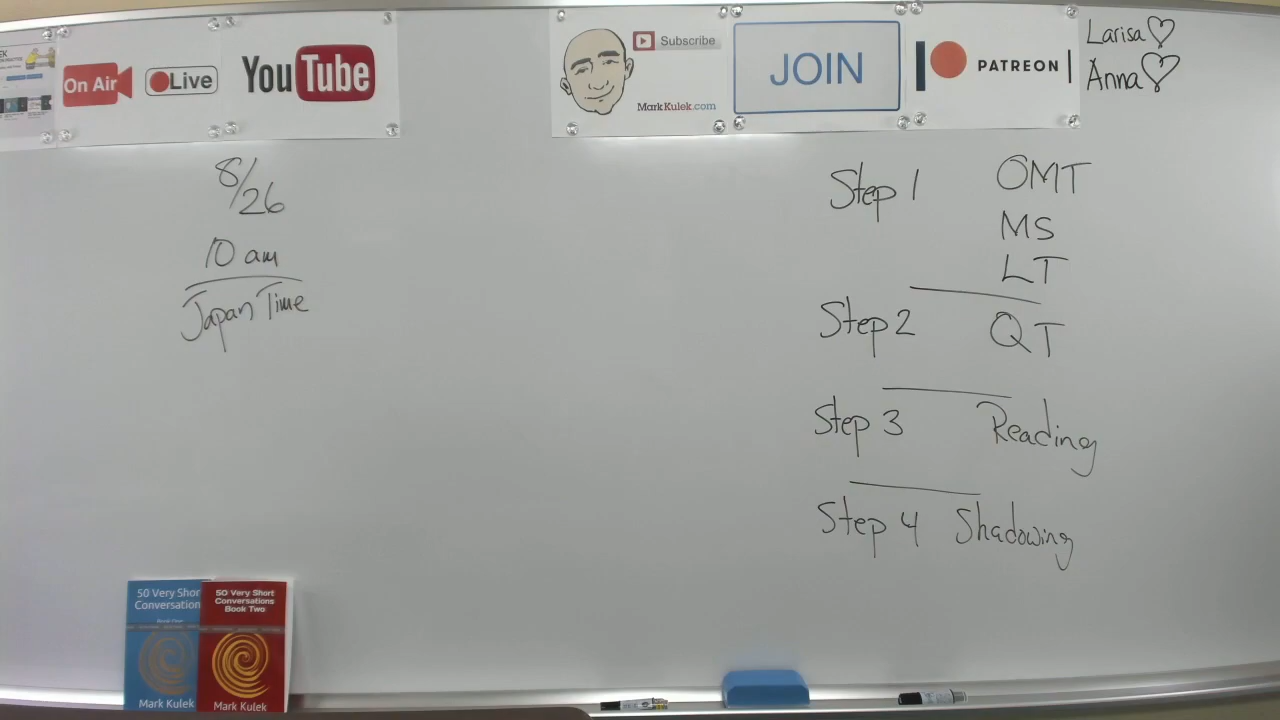 On Air
Live
YouTube
Subscribe
MarkKulek.com
JOIN
PATREON
Larisa♡
Anna♡
8/26
10 am
Japan Time
Step 1 OMT
MS
LT
Step 2 QT
Step 3 Reading
Step 4 Shadowing
50 Very Shor
Conversation
Mark Kulek
50 Very Short
Conversations
Book Two
Mark Kulek